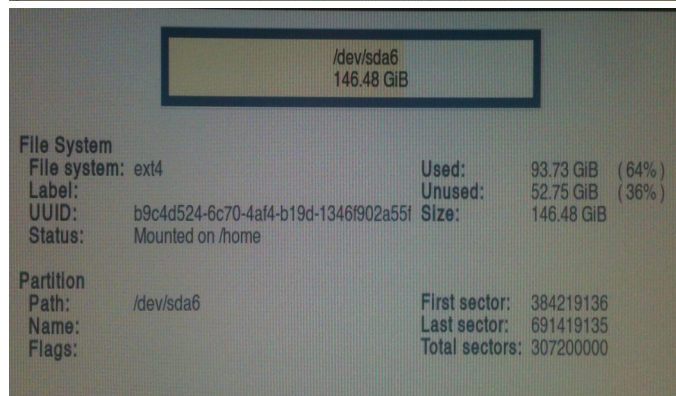 /dev/sda6
146.48 GiB
File System
File system: ext4
Label:
UUID: b9c4d524-6c70-4af4-b19d-1346f902a55f
Status: Mounted on /home
Used: 93.73 GiB (64%)
Unused: 52.75 GiB (36%)
Size: 146.48 GiB
Partition
Path: /dev/sda6
Name:
Flags:
First sector: 384219136
Last sector: 691419135
Total sectors: 307200000